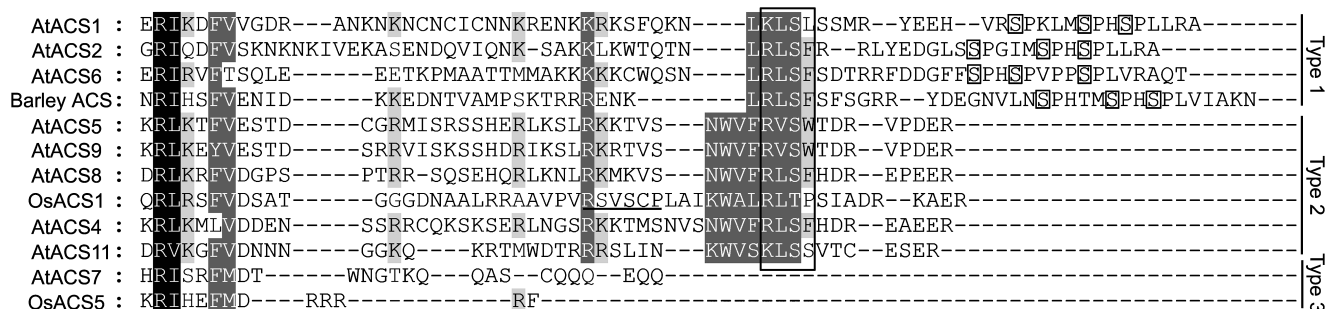 AtACS1 : ERIKDFVVGDR---ANKNKNCNCICNNKRENKKRKSFQKN----LKLSLSSMR--YEEH--VRSPKLMSPHSPLLRA-------
AtACS2 : GRIQDFVSKNKNKIVEKASENDQVIQNK-SAKKLKWTQTN----LRLSFR--RLYEDGLSSPGIMSPHSPLLRA----------
AtACS6 : ERIRVFTSQLE------EETKPMAATTMMAKKKKKCWQSN----LRLSFSDTRRFDDGFFSPHSPVPPSPLVRAQT--------
Barley ACS: NRIHSFVENID------KKEDNTVAMPSKTRRRENK--------LRLSFSFSGRR--YDEGNVLNSPHTMSPHSPLVIAKN---
AtACS5 : KRLKTFVESTD-----CGRMISRSSHERLKSLRKKTVS---NWVFRVSWTDR--VPDER-------------------------
AtACS9 : KRLKEYVESTD-----SRRVISKSSHDRIKSLRKRTVS---NWVFRVSWTDR--VPDER-------------------------
AtACS8 : DRLKRFVDGPS-----PTRR-SQSEHQRLKNLRKMKVS---NWVFRLSFHDR--EPEER-------------------------
OsACS1 : QRLRSFVDSAT-----GGGDNAALRRAAVPVRSVSCPLAIKWALRLTPSIADR--KAER-------------------------
AtACS4 : KRLKMLVDDEN-----SSRRCQKSKSERLNGSRKKTMSNVSNWVFRLSFHDR--EAEER-------------------------
AtACS11 : DRVKGFVDNNN-----GGKQ----KRTMWDTRRRSLIN---KWVSKLSSVTC--ESER--------------------------
AtACS7 : HRISRFMDT------WNGTKQ---QAS--CQQQ--EQQ----------------------------------------------
OsACS5 : KRIHEFMD----RRR------------RF-------------------------------------------------------
Type 1
Type 2
Type 3